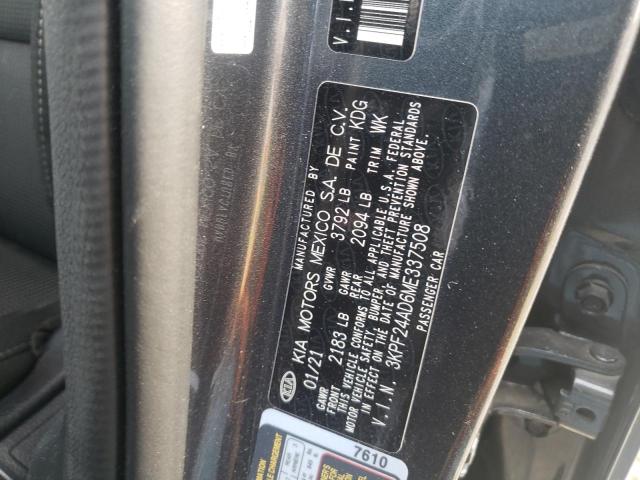 KIA
MANUFACTURED BY
KIA MOTORS MEXICO S.A. DE C.V.
01/21 GVWR 3792 LB PAINT KDG
GAWR FRONT 2183 LB GAWR REAR 2094 LB TRIM WK
THIS VEHICLE CONFORMS TO ALL APPLICABLE U.S.A. FEDERAL
MOTOR VEHICLE SAFETY, BUMPER, AND THEFT PREVENTION STANDARDS
IN EFFECT ON THE DATE OF MANUFACTURE SHOWN ABOVE.
V.I.N. 3KPF24AD6ME337508
PASSENGER CAR
7610
V.I.